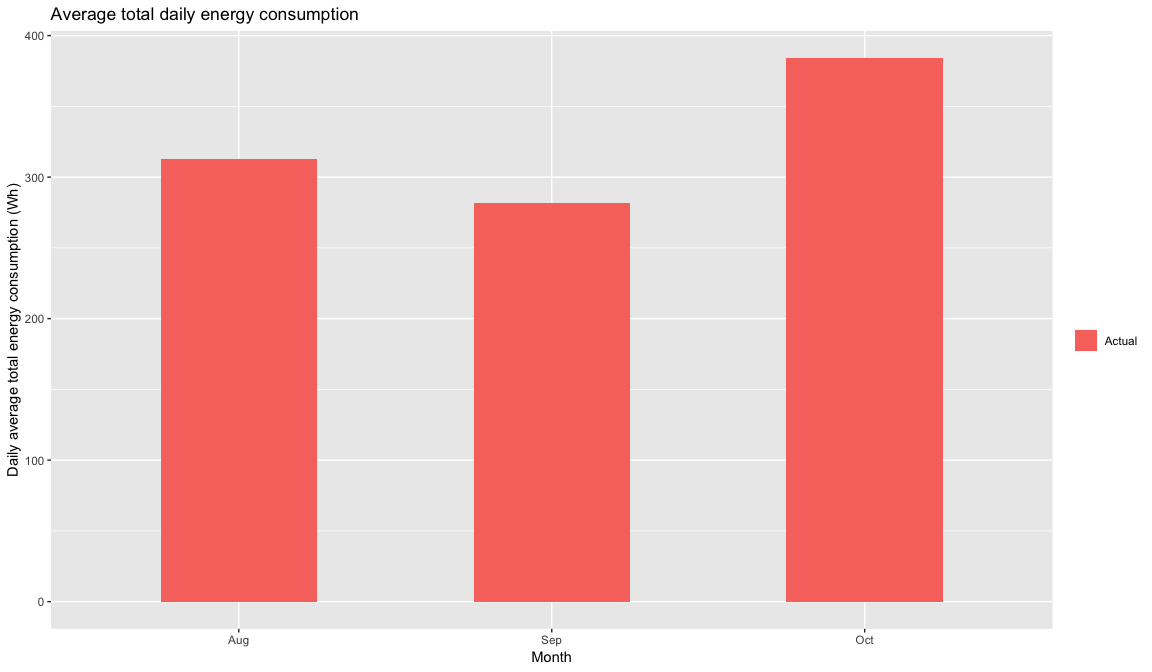 Average total daily energy consumption
Daily average total energy consumption (Wh)
400
300
200
100
0
Aug Sep Oct
Month
Actual